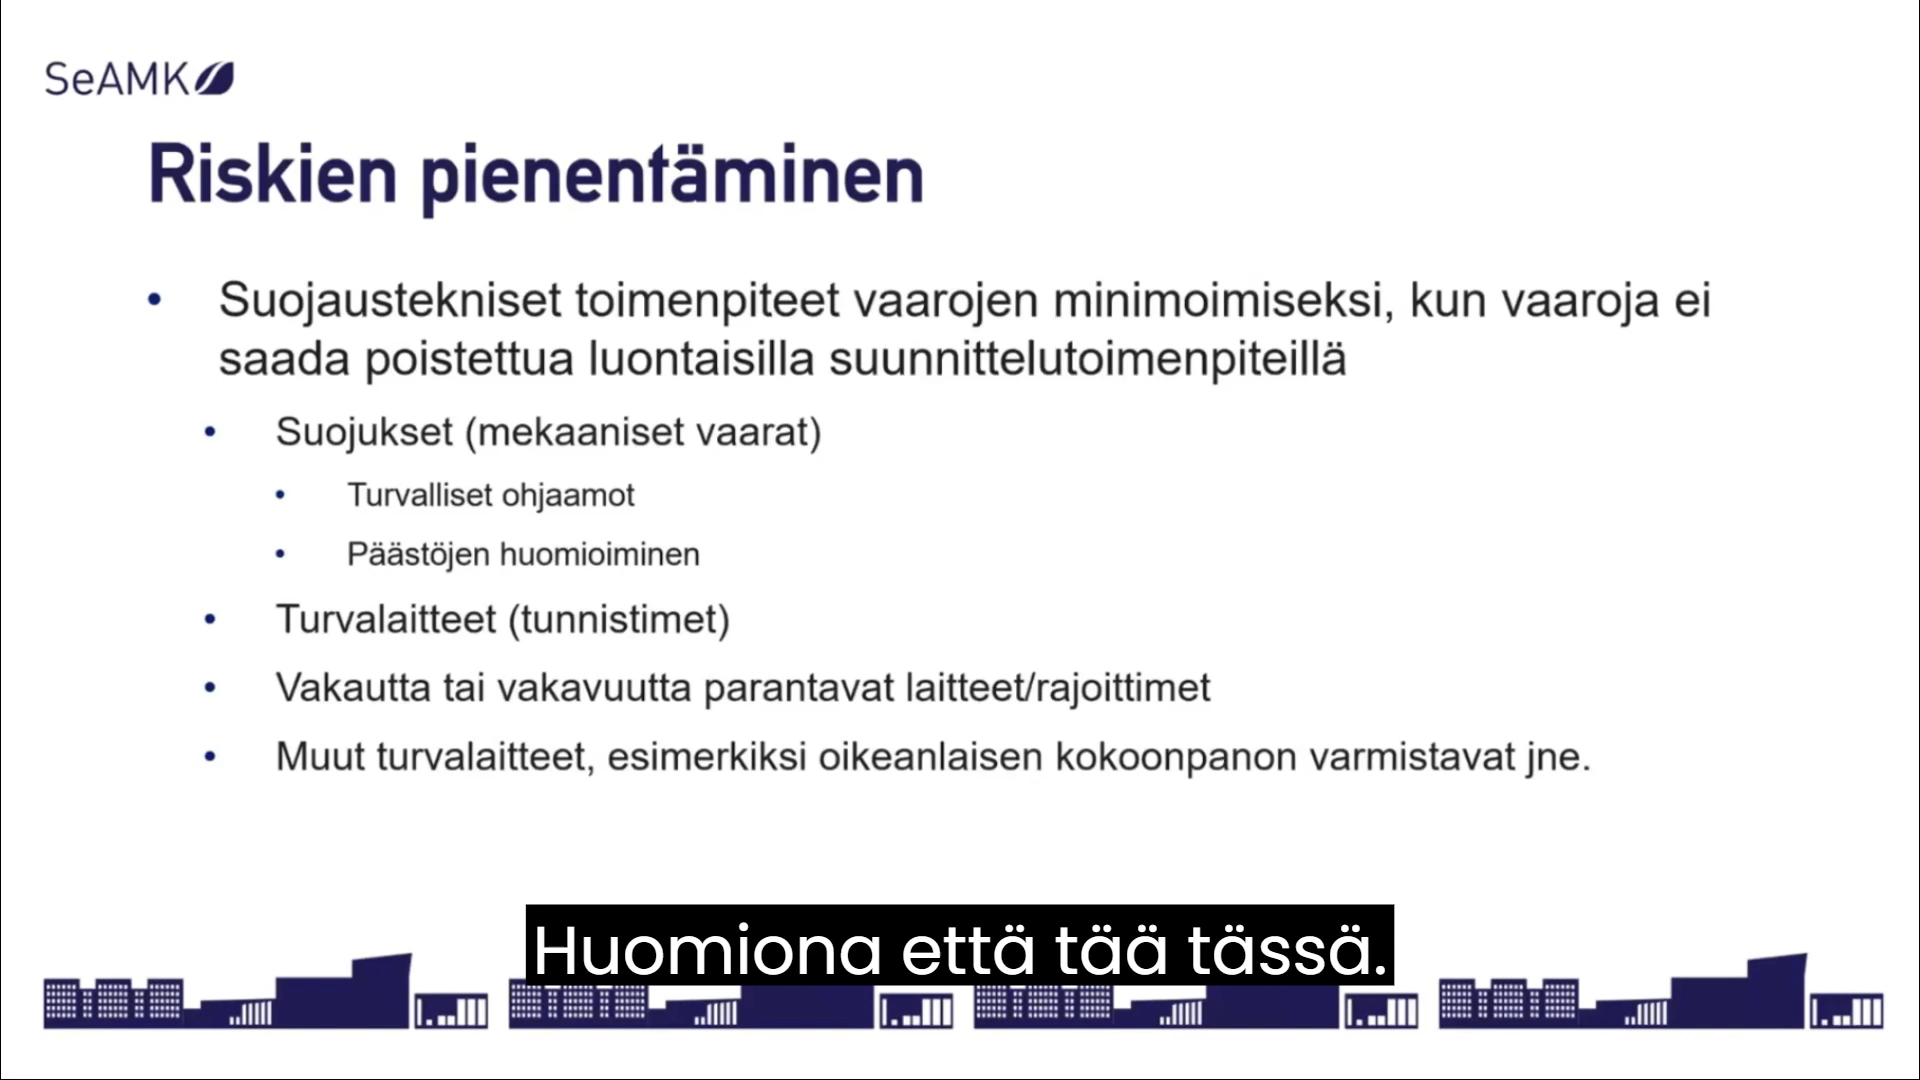 SeAMK
Riskien pienentäminen
• Suojaustekniset toimenpiteet vaarojen minimoimiseksi, kun vaaroja ei
saada poistettua luontaisilla suunnittelutoimenpiteillä
• Suojukset (mekaaniset vaarat)
• Turvalliset ohjaamot
• Päästöjen huomioiminen
• Turvalaitteet (tunnistimet)
• Vakautta tai vakavuutta parantavat laitteet/rajoittimet
• Muut turvalaitteet, esimerkiksi oikeanlaisen kokoonpanon varmistavat jne.
Huomiona että tää tässä.